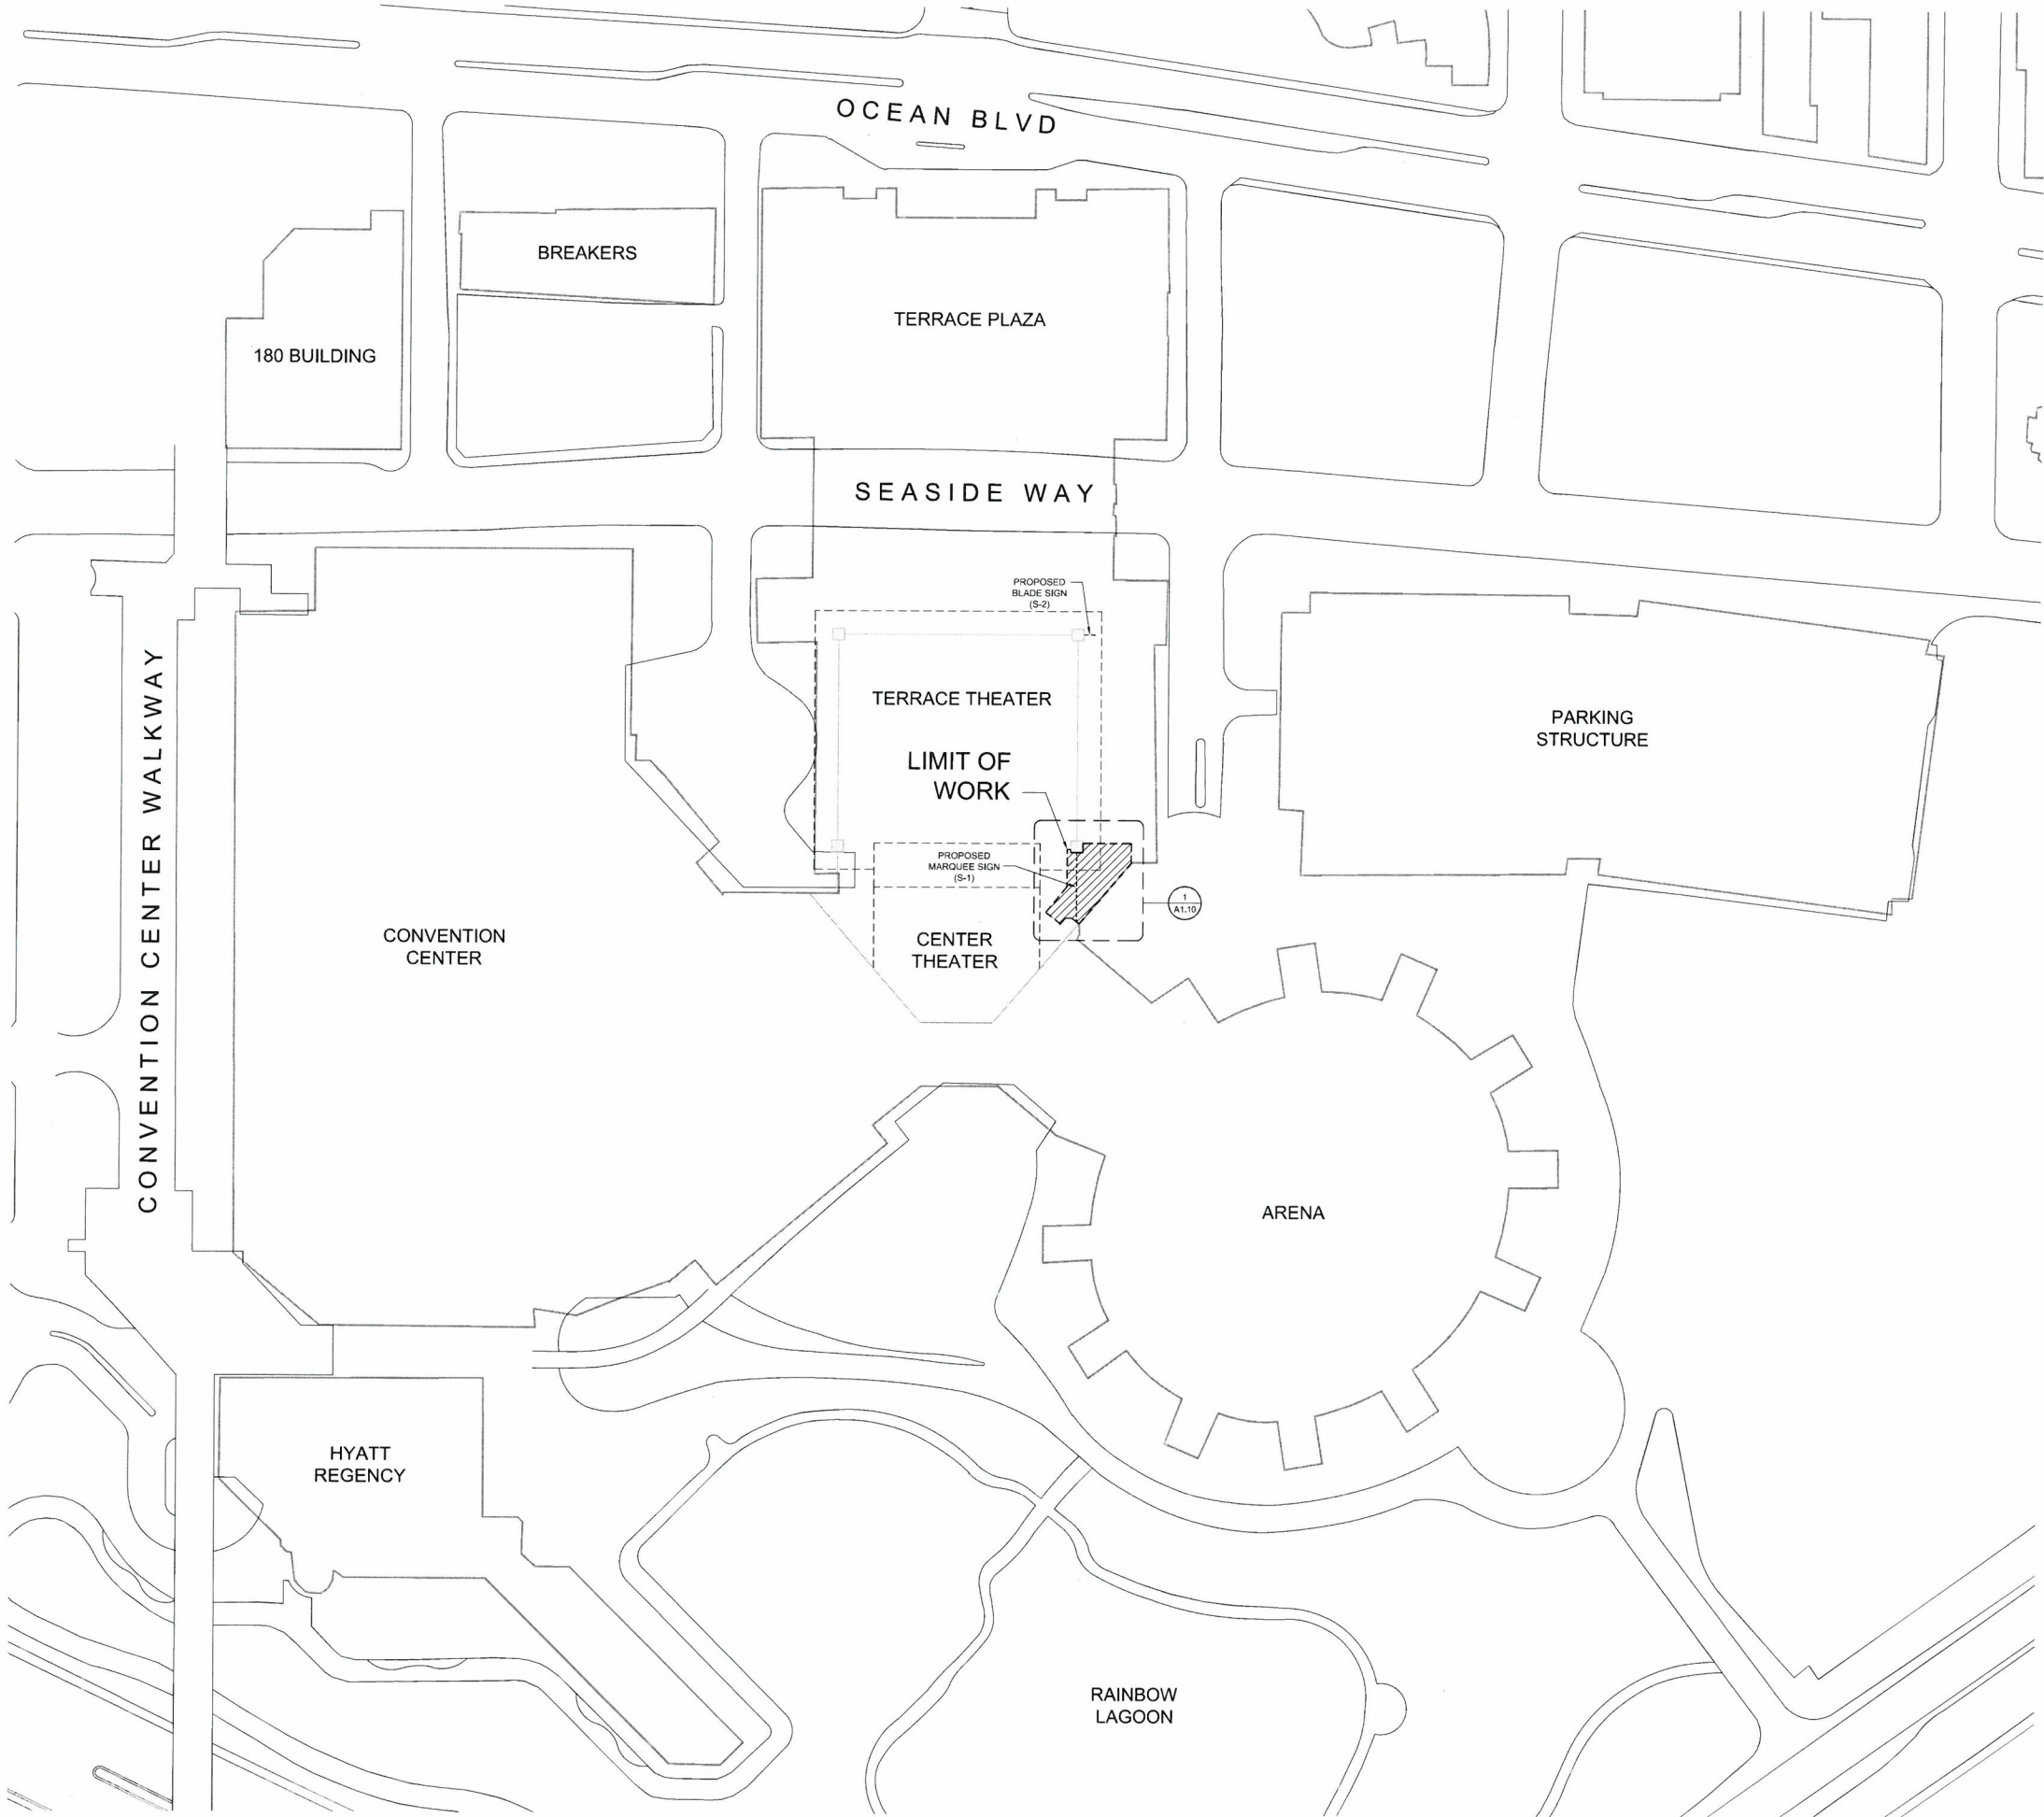 OCEAN BLVD
BREAKERS
TERRACE PLAZA
180 BUILDING
SEASIDE WAY
PROPOSED
BLADE SIGN
(S-2)
TERRACE THEATER
PARKING
STRUCTURE
LIMIT OF
WORK
PROPOSED
MARQUEE SIGN
(S-1)
1
A1.10
CONVENTION CENTER WALKWAY
CONVENTION
CENTER
CENTER
THEATER
ARENA
HYATT
REGENCY
RAINBOW
LAGOON